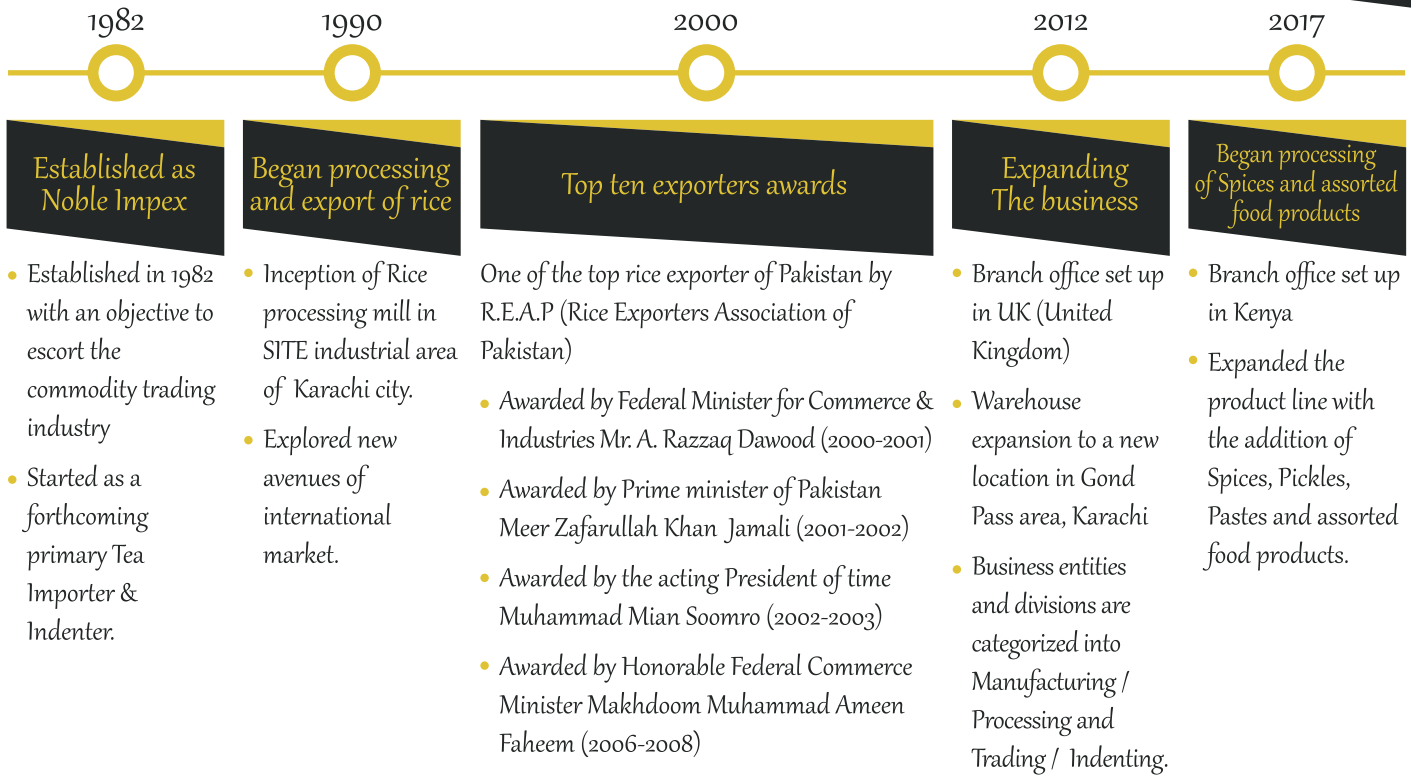 1982
Established as
Noble Impex
• Established in 1982
with an objective to
escort the
commodity trading
industry
• Started as a
forthcoming
primary Tea
Importer &
Indenter.
1990
Began processing
and export of rice
• Inception of Rice
processing mill in
SITE industrial area
of Karachi city.
• Explored new
avenues of
international
market.
2000
Top ten exporters awards
One of the top rice exporter of Pakistan by
R.E.A.P (Rice Exporters Association of
Pakistan)
• Awarded by Federal Minister for Commerce &
Industries Mr. A. Razzaq Dawood (2000-2001)
• Awarded by Prime minister of Pakistan
Meer Zafarullah Khan Jamali (2001-2002)
• Awarded by the acting President of time
Muhammad Mian Soomro (2002-2003)
• Awarded by Honorable Federal Commerce
Minister Makhdoom Muhammad Ameen
Faheem (2006-2008)
2012
Expanding
The business
• Branch office set up
in UK (United
Kingdom)
• Warehouse
expansion to a new
location in Gond
Pass area, Karachi
• Business entities
and divisions are
categorized into
Manufacturing /
Processing and
Trading / Indenting.
2017
Began processing
of Spices and assorted
food products
• Branch office set up
in Kenya
• Expanded the
product line with
the addition of
Spices, Pickles,
Pastes and assorted
food products.